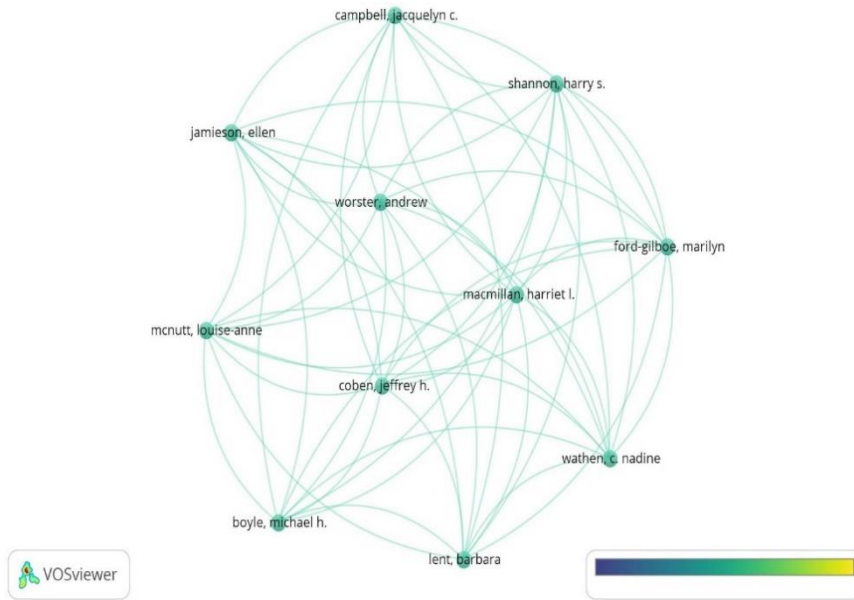 campbell, jacquelyn c.
shannon, harry s.
jamieson, ellen
worster, andrew
ford-gilboe, marilyn
macmillan, harriet l.
mcnutt, louise-anne
coben, jeffrey h.
wathen, c. nadine
boyle, michael h.
lent, barbara
VOSviewer